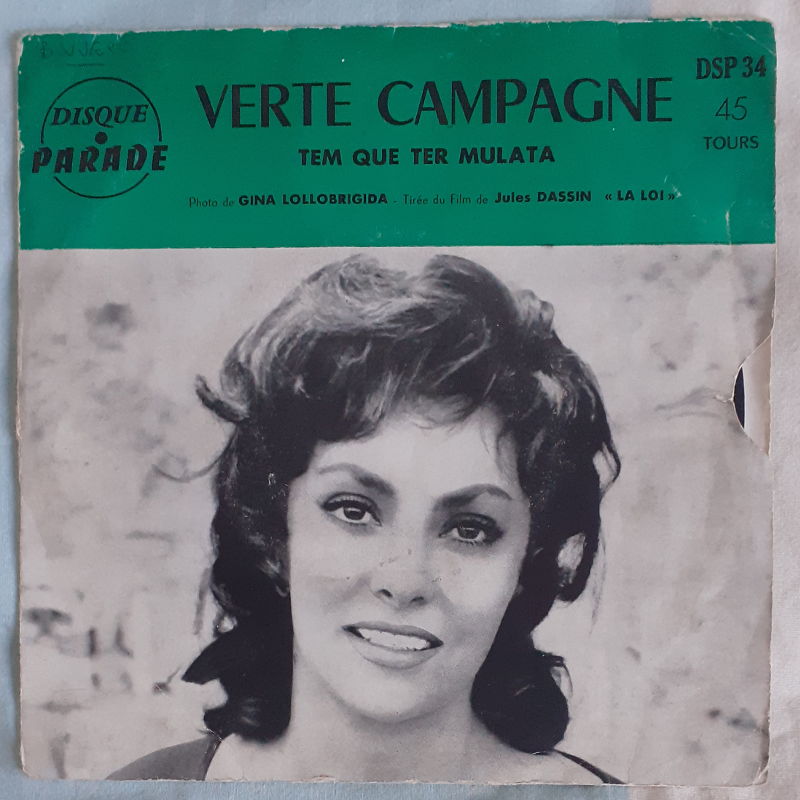 DISQUE
PARADE
VERTE CAMPAGNE
TEM QUE TER MULATA
Photo de GINA LOLLOBRIGIDA - Tirée du Film de Jules DASSIN « LA LOI »
DSP 34
45
TOURS